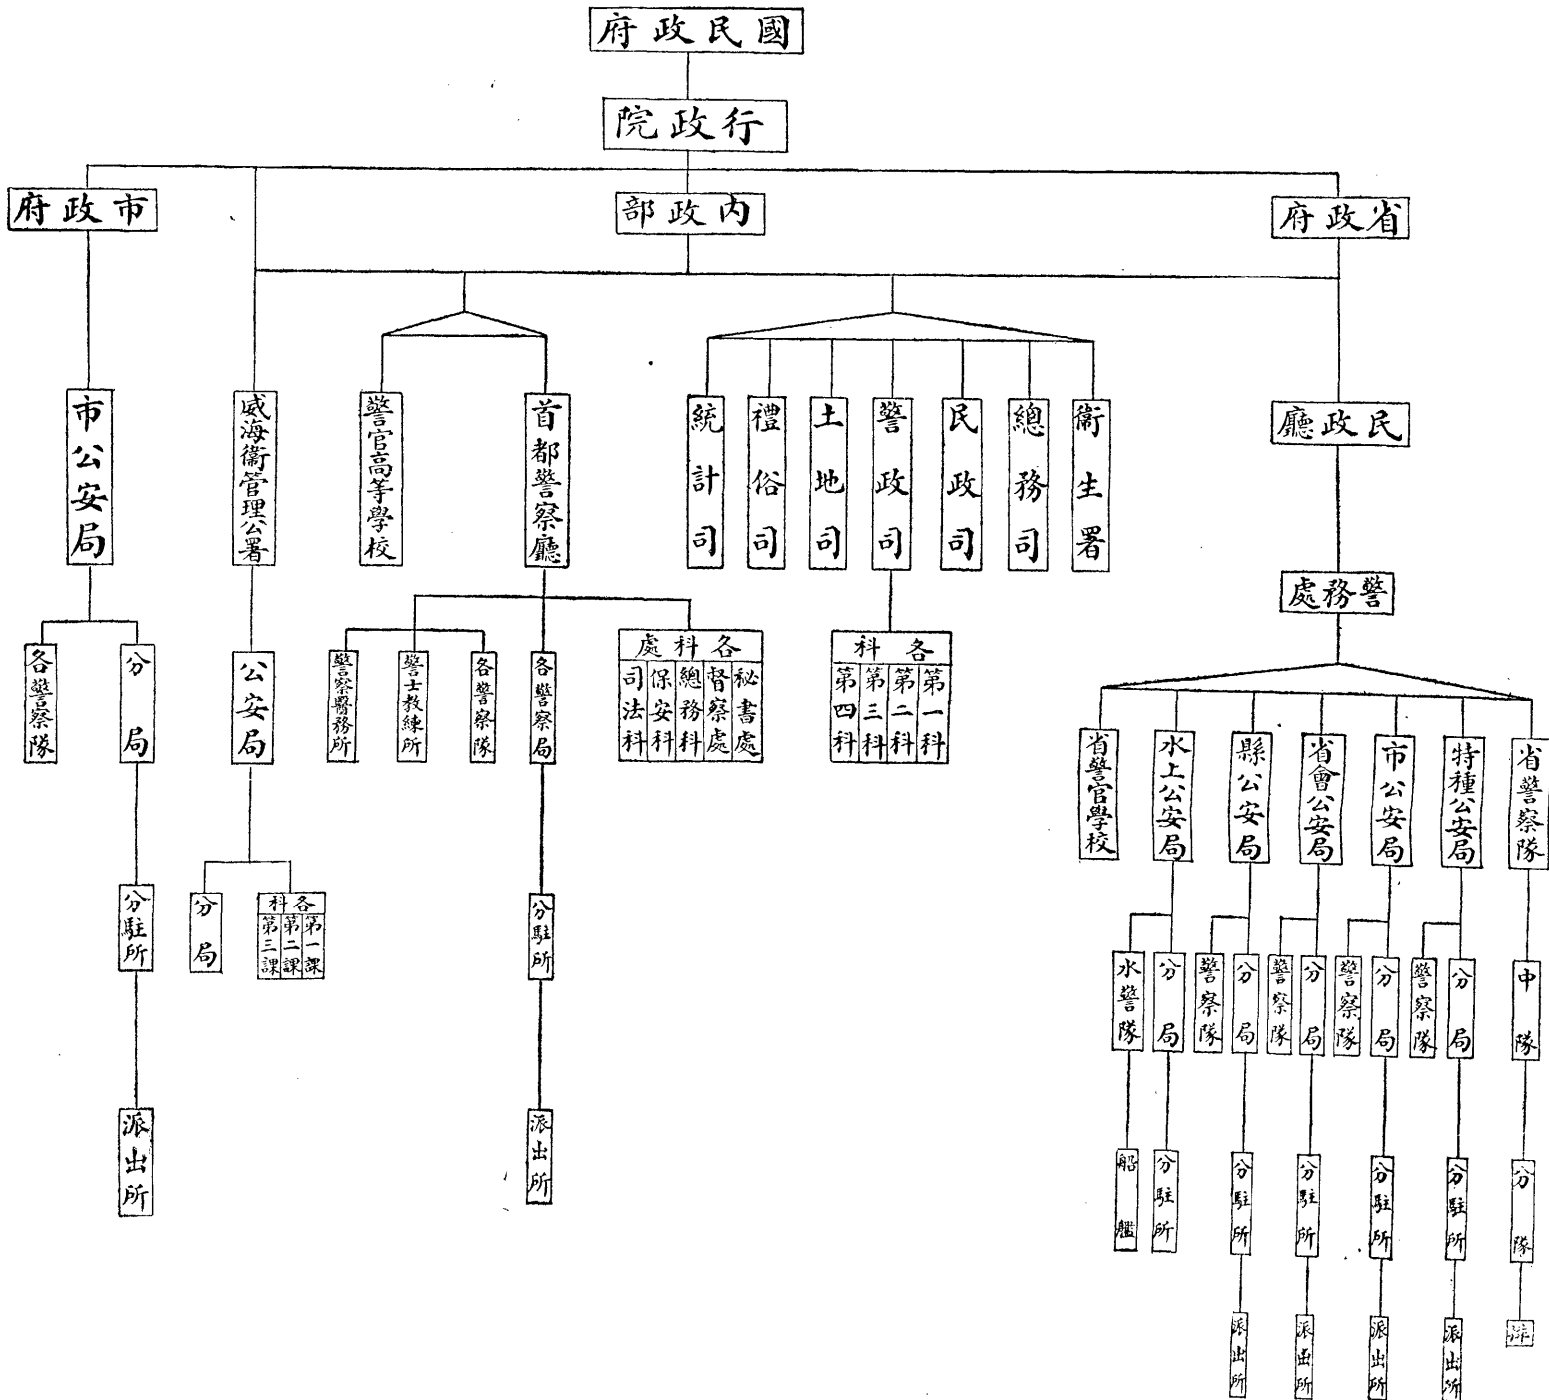 國民政府
行政院
省政府
內政部
市政府
民政廳
衞生署
總務司
民政司
警政司
土地司
禮俗司
統計司
首都警察廳
警官高等學校
威海衞管理公署
市公安局
警務處
各科
第一科
第二科
第三科
第四科
各科處
秘書處
督察處
總務科
保安科
司法科
各警察局
各警察隊
警士教練所
警察醫務所
公安局
分局
各警察隊
省警察隊
特種公安局
市公安局
省會公安局
縣公安局
水上公安局
省警官學校
分駐所
各科
第一課
第二課
第三課
分局
分駐所
中隊
分局
警察隊
分局
警察隊
分局
警察隊
分局
警察隊
分局
水警隊
派出所
派出所
分隊
分駐所
分駐所
分駐所
分駐所
分駐所
船艦
派出所
派出所
派出所
派出所